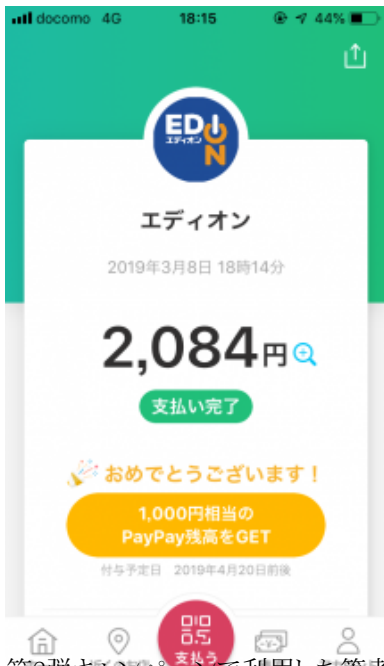 docomo 4G 18:15 44%
EDION
エディオン
エディオン
2019年3月8日 18時14分
2,084円
支払い完了
おめでとうございます！
1,000円相当の
PayPay残高をGET
付与予定日 2019年4月20日前後
支払う